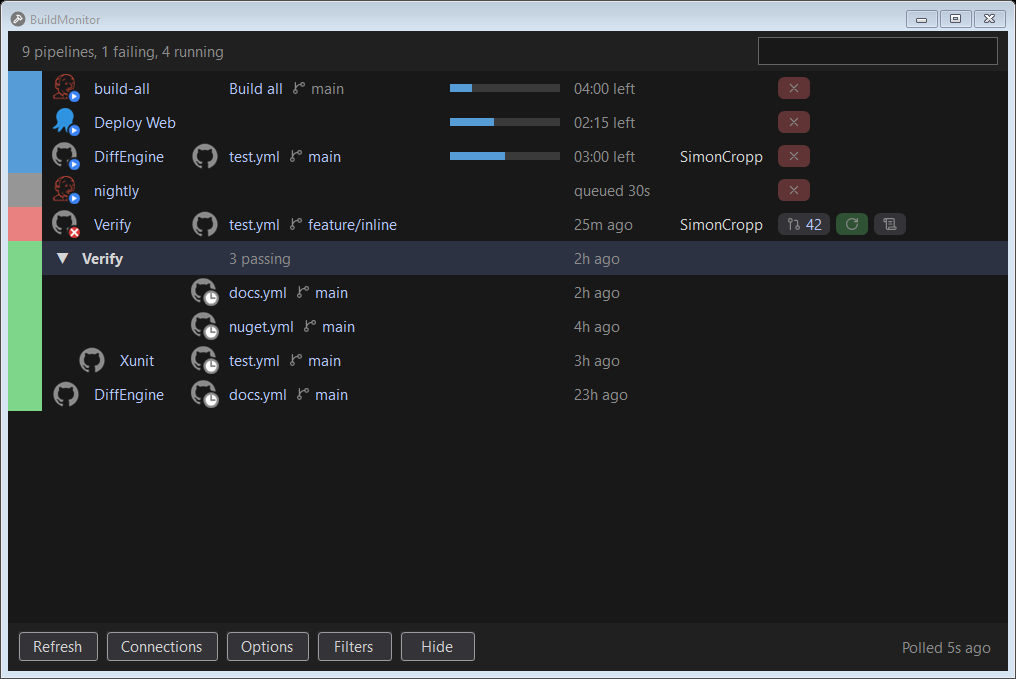 BuildMonitor
9 pipelines, 1 failing, 4 running
build-all Build all main 04:00 left
Deploy Web 02:15 left
DiffEngine test.yml main 03:00 left SimonCropp
nightly queued 30s
Verify test.yml feature/inline 25m ago SimonCropp 42
Verify 3 passing 2h ago
docs.yml main 2h ago
nuget.yml main 4h ago
Xunit test.yml main 3h ago
DiffEngine docs.yml main 23h ago
Refresh Connections Options Filters Hide Polled 5s ago